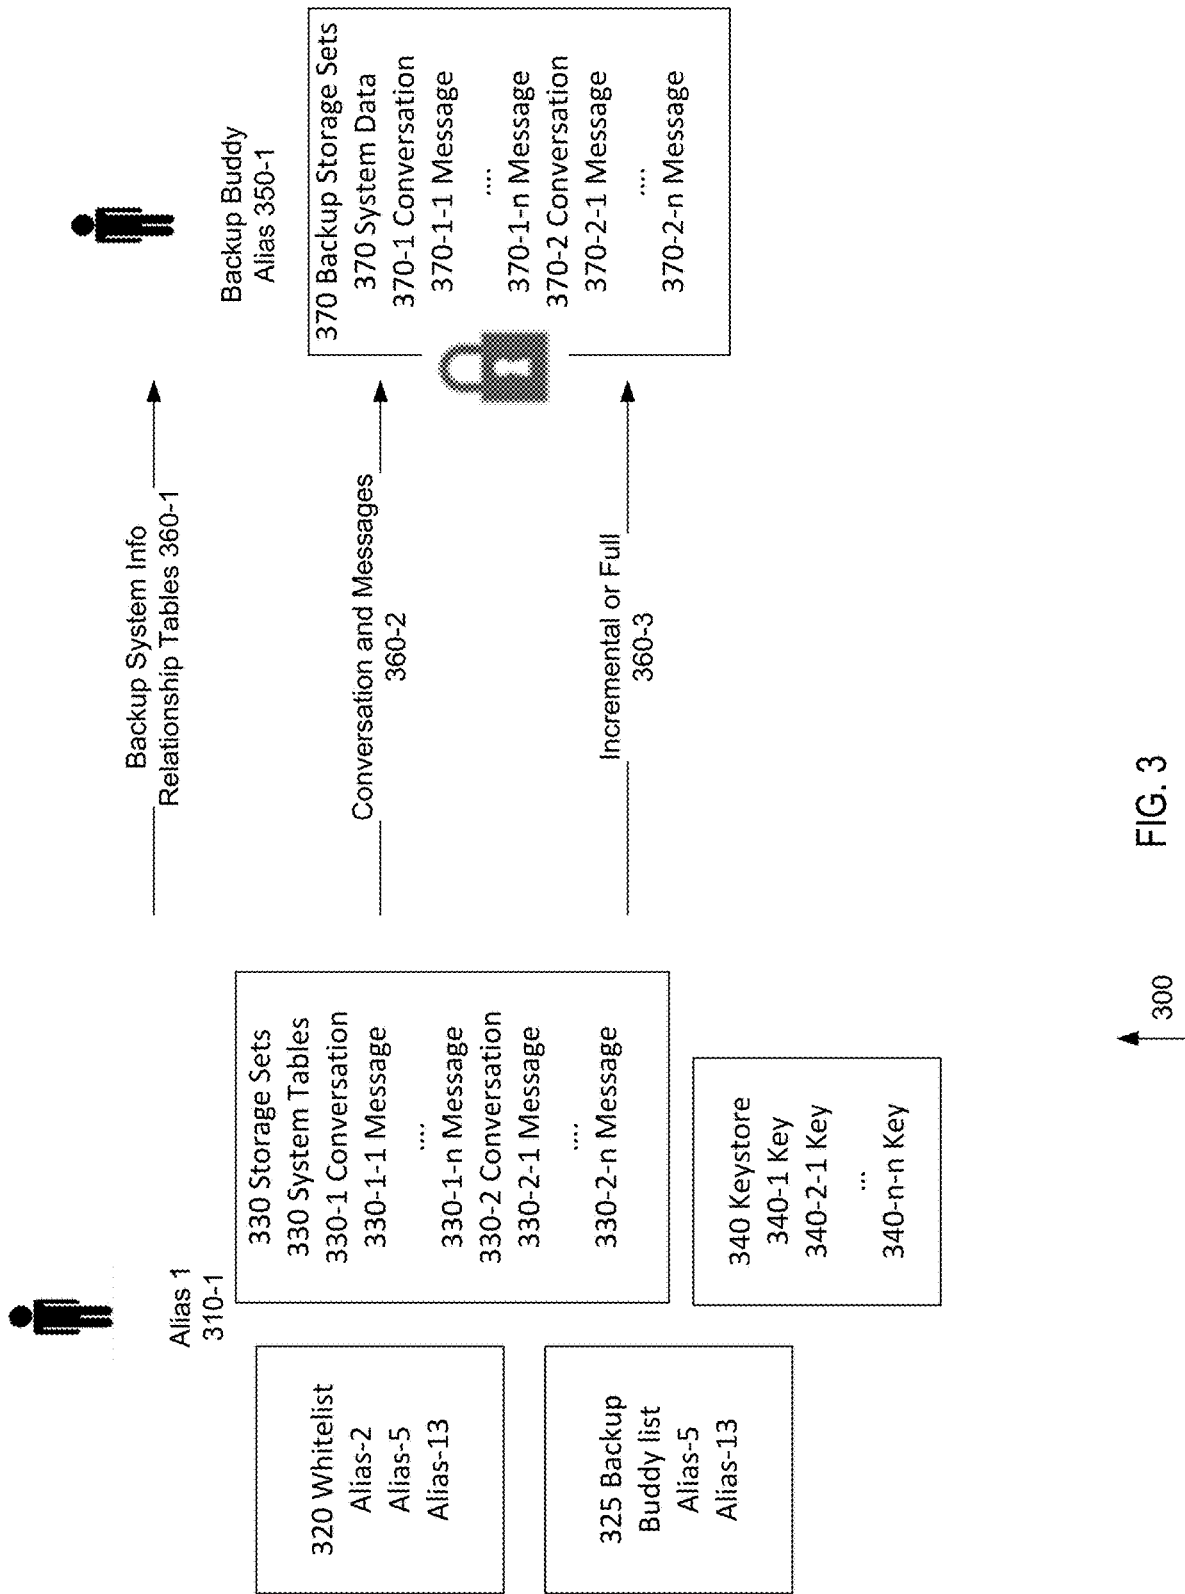 Alias 1
310-1
320 Whitelist
Alias-2
Alias-5
Alias-13
325 Backup
Buddy list
Alias-5
Alias-13
330 Storage Sets
330 System Tables
330-1 Conversation
330-1-1 Message
....
330-1-n Message
330-2 Conversation
330-2-1 Message
....
330-2-n Message
340 Keystore
340-1 Key
340-2-1 Key
...
340-n-n Key
Backup System Info
Relationship Tables 360-1
Conversation and Messages
360-2
Incremental or Full
360-3
Backup Buddy
Alias 350-1
370 Backup Storage Sets
370 System Data
370-1 Conversation
370-1-1 Message
....
370-1-n Message
370-2 Conversation
370-2-1 Message
....
370-2-n Message
300
FIG. 3